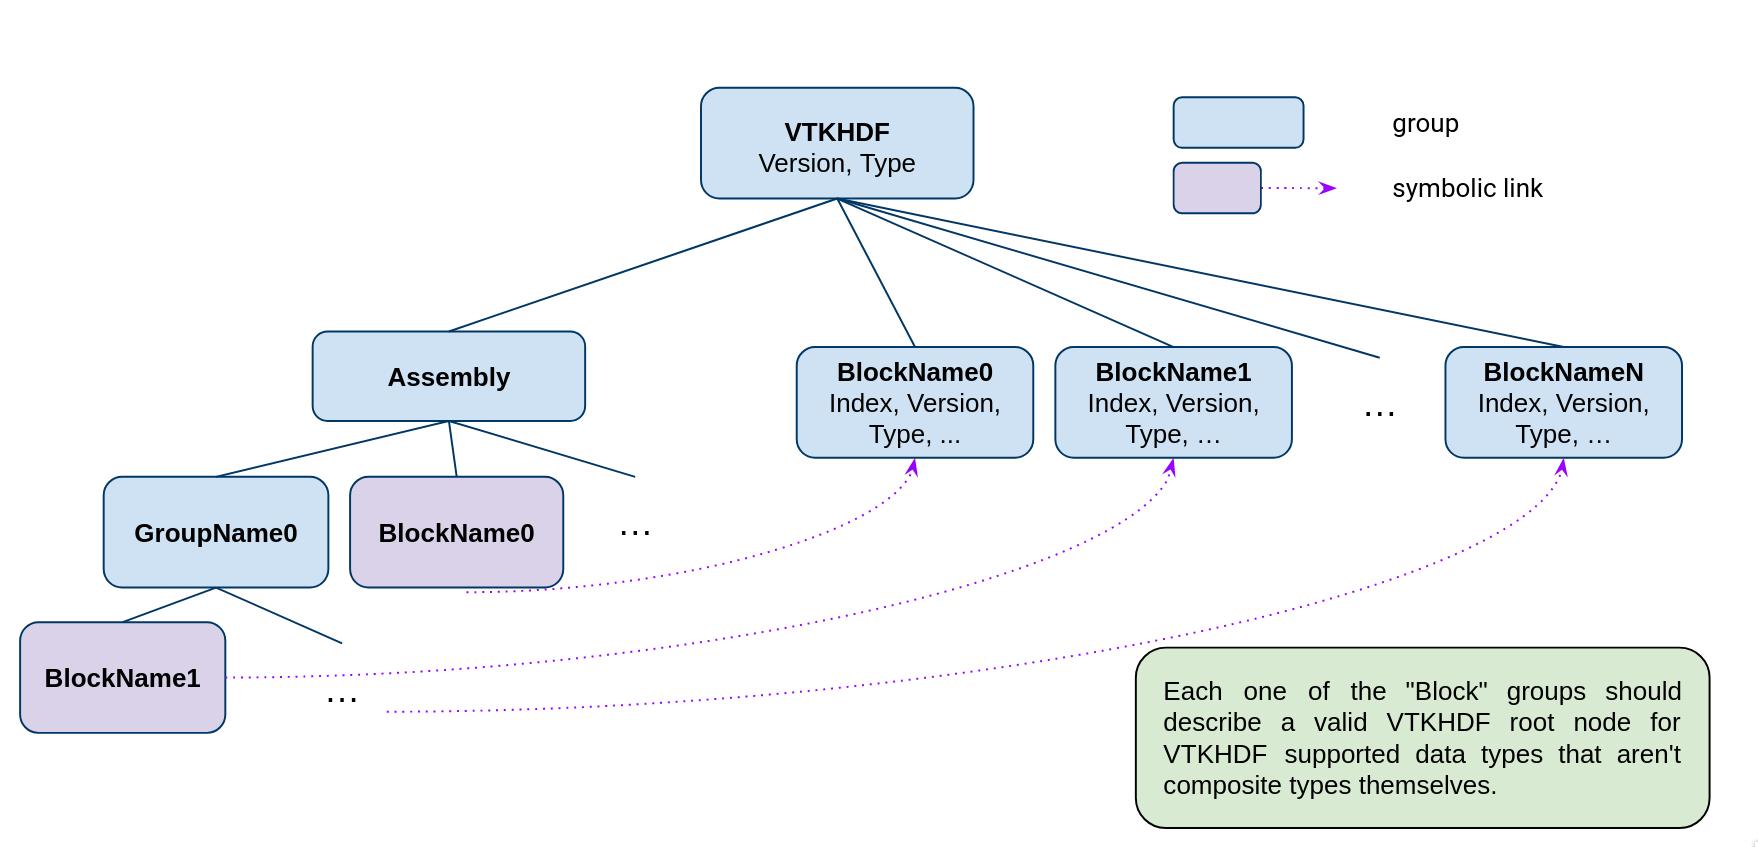 VTKHDF
Version, Type
group
symbolic link
Assembly
BlockName0
Index, Version,
Type, ...
BlockName1
Index, Version,
Type, …
…
BlockNameN
Index, Version,
Type, …
GroupName0
BlockName0
…
BlockName1
…
Each one of the "Block" groups should
describe a valid VTKHDF root node for
VTKHDF supported data types that aren't
composite types themselves.